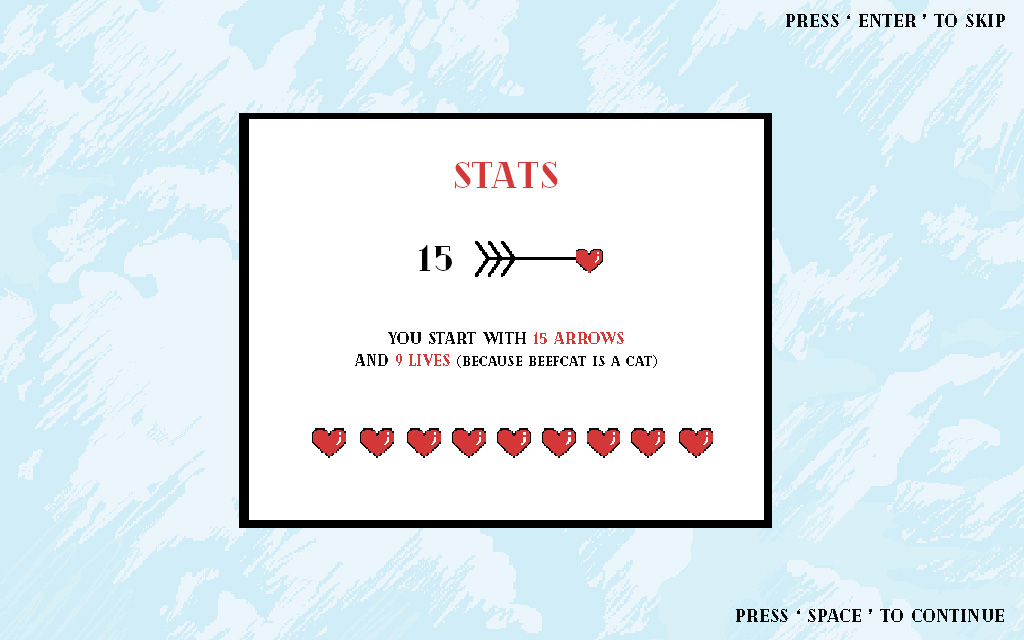 PRESS ‘ ENTER ’ TO SKIP
STATS
15
YOU START WITH 15 ARROWS
AND 9 LIVES (BECAUSE BEEFCAT IS A CAT)
PRESS ‘ SPACE ’ TO CONTINUE